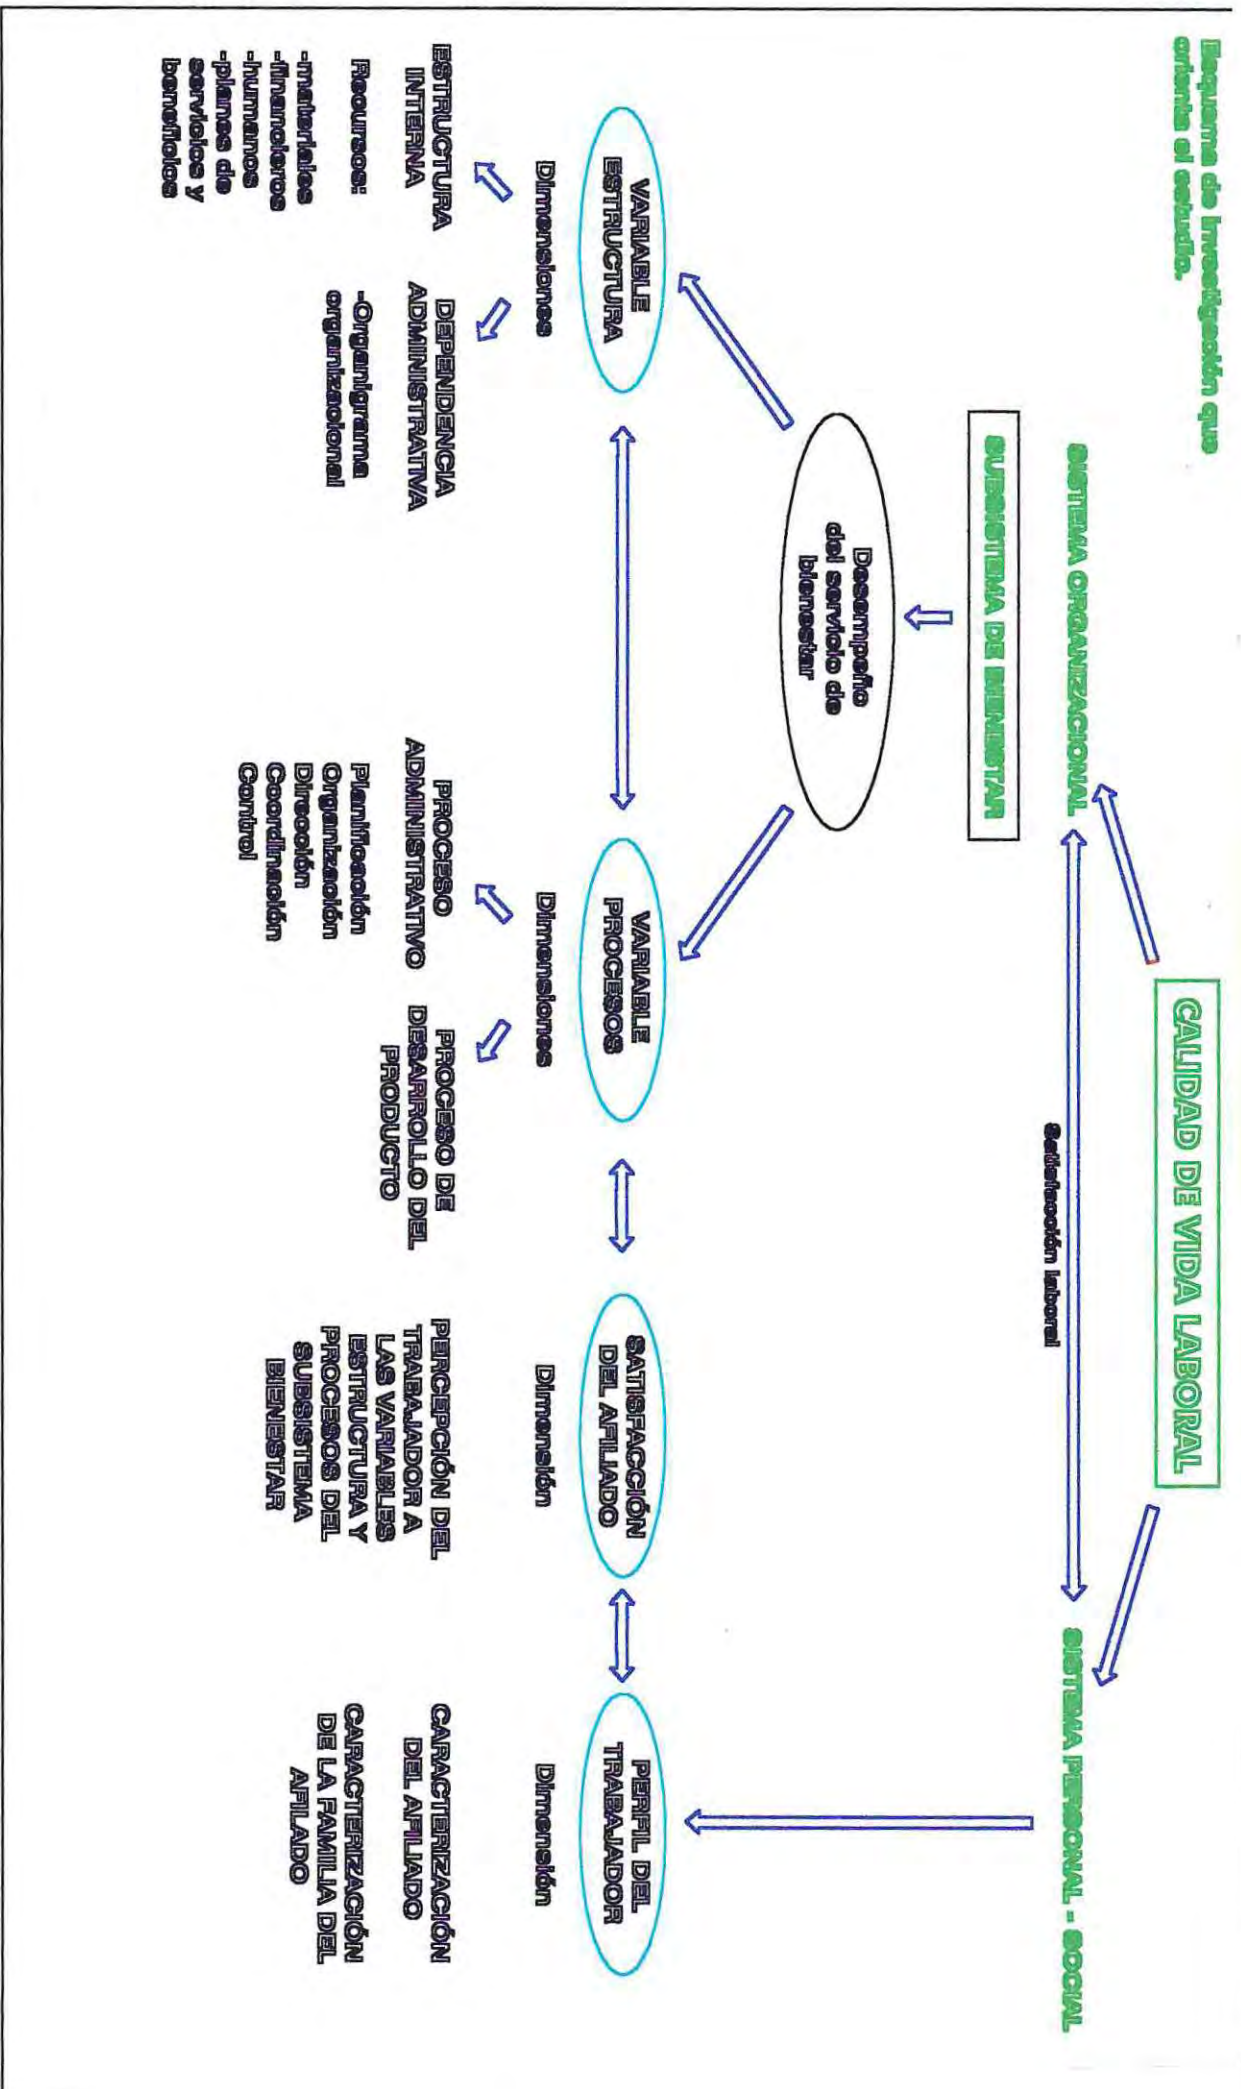 Esquema de investigación que
orienta el estudio.
CALIDAD DE VIDA LABORAL
SISTEMA ORGANIZACIONAL
Satisfacción laboral
SISTEMA PERSONAL - SOCIAL
SUBSISTEMA DE BIENESTAR
Desempeño
del servicio de
bienestar
VARIABLE
ESTRUCTURA
Dimensiones
ESTRUCTURA
INTERNA
Recursos:
-materiales
-financieros
-humanos
-planes de
servicios y
beneficios
DEPENDENCIA
ADMINISTRATIVA
-Organigrama
organizacional
VARIABLE
PROCESOS
Dimensiones
PROCESO
ADMINISTRATIVO
Planificación
Organización
Dirección
Coordinación
Control
PROCESO DE
DESARROLLO DEL
PRODUCTO
SATISFACCIÓN
DEL AFILIADO
Dimensión
PERCEPCIÓN DEL
TRABAJADOR A
LAS VARIABLES
ESTRUCTURA Y
PROCESOS DEL
SUBSISTEMA
BIENESTAR
PERFIL DEL
TRABAJADOR
Dimensión
CARACTERIZACIÓN
DEL AFILIADO
CARACTERIZACIÓN
DE LA FAMILIA DEL
AFILADO